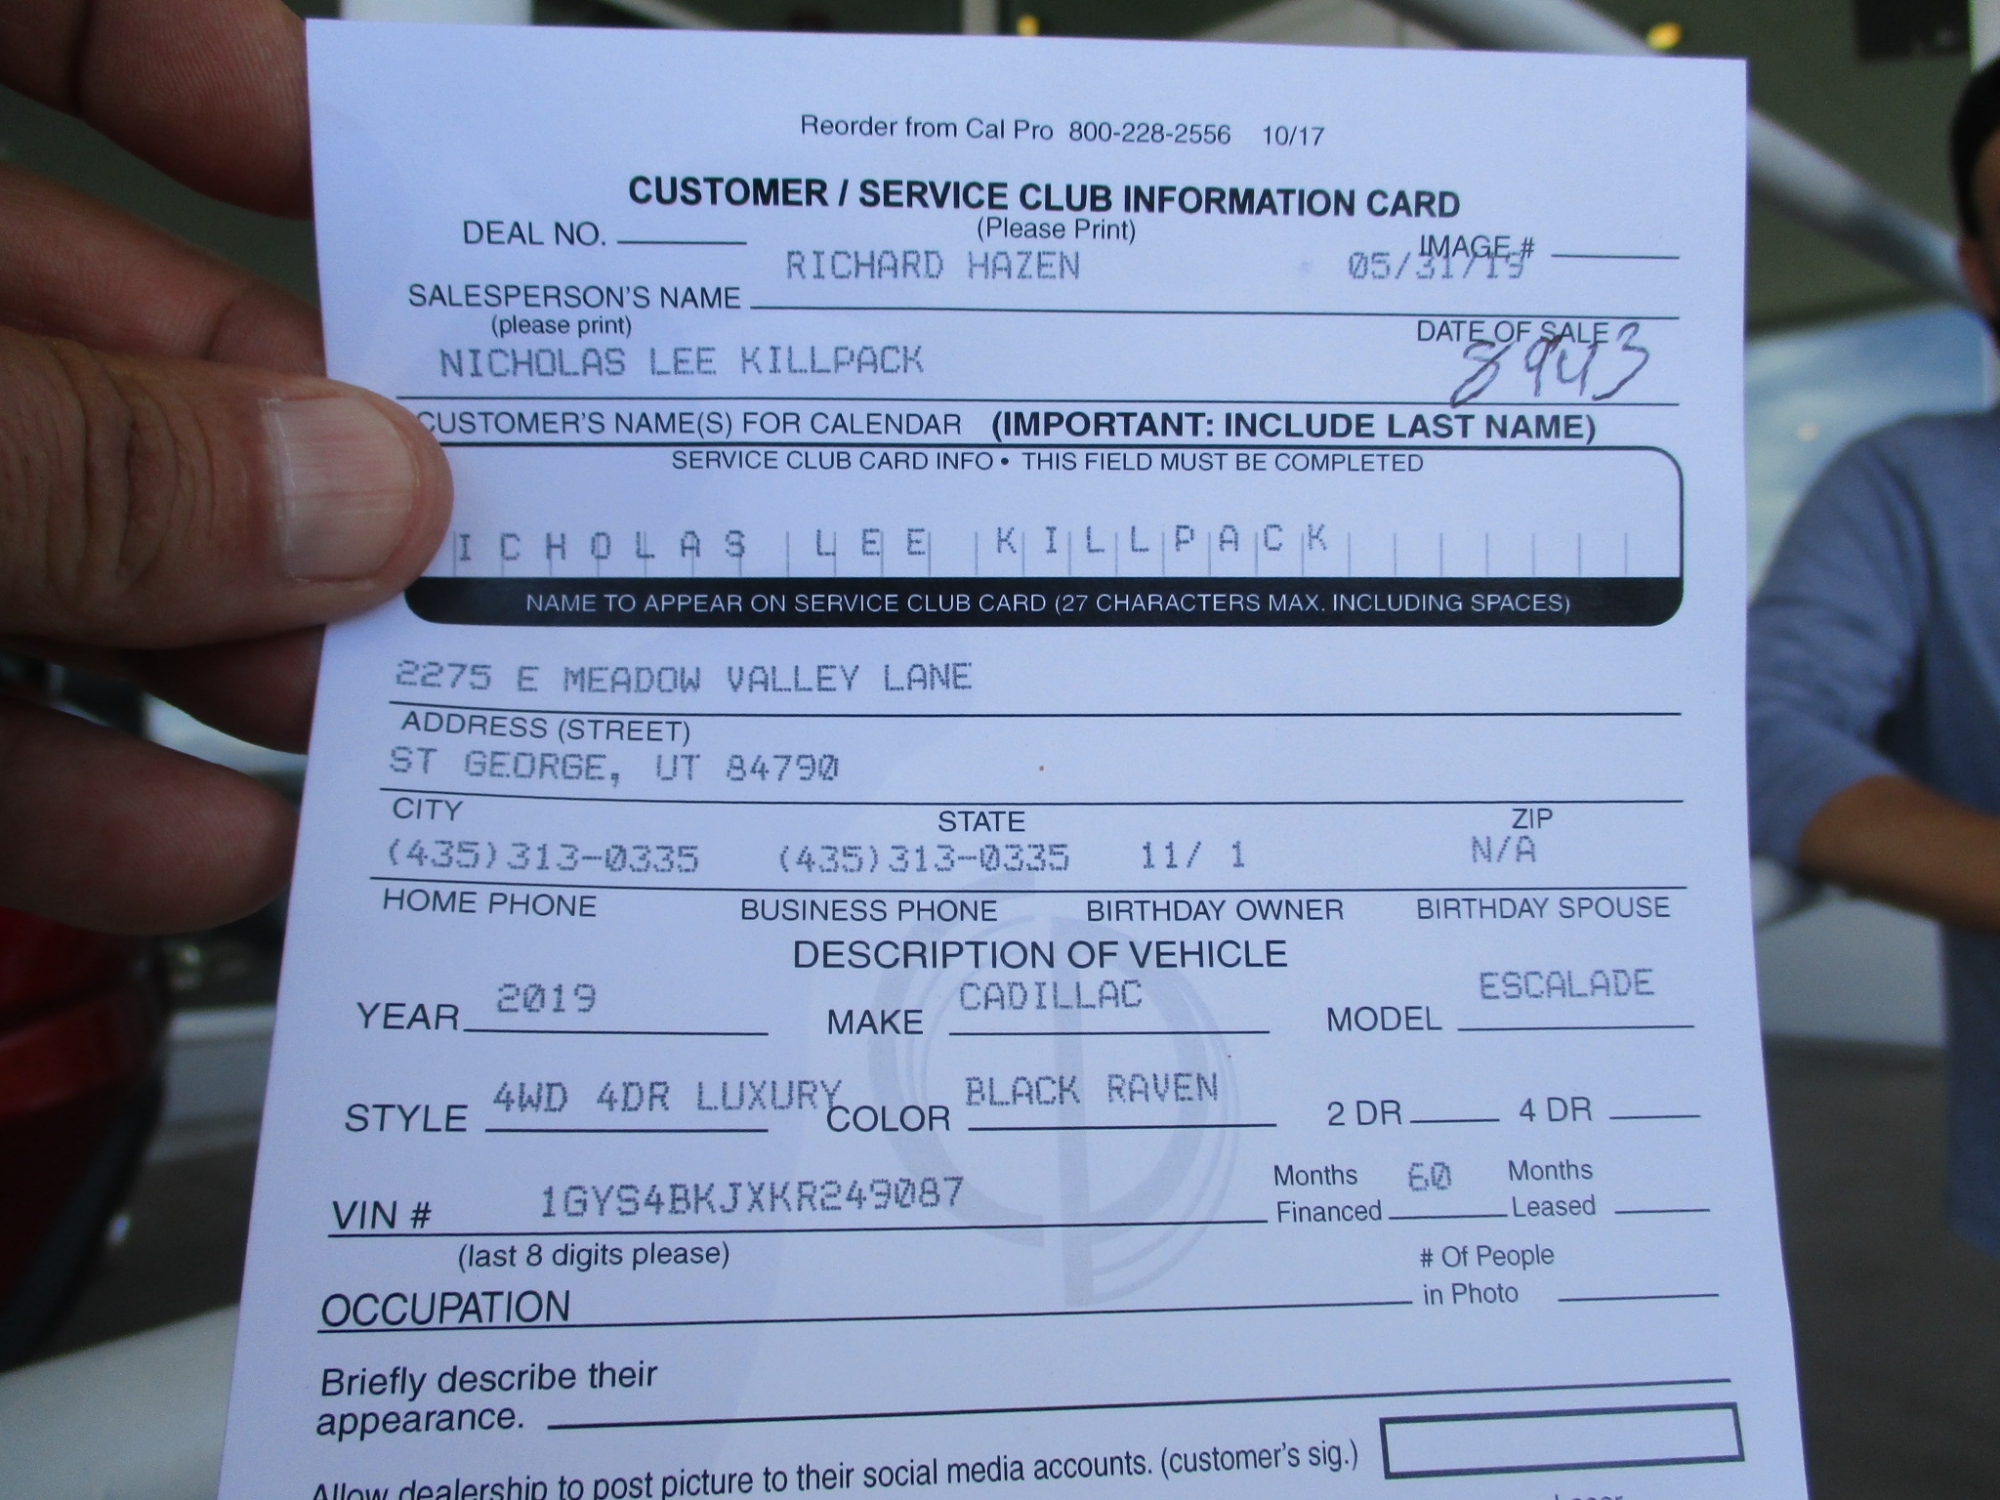 Reorder from Cal Pro 800-228-2556 10/17
CUSTOMER / SERVICE CLUB INFORMATION CARD
DEAL NO. (Please Print) IMAGE #
RICHARD HAZEN 05/31/19
SALESPERSON'S NAME
(please print) DATE OF SALE
NICHOLAS LEE KILLPACK 8943
CUSTOMER'S NAME(S) FOR CALENDAR (IMPORTANT: INCLUDE LAST NAME)
SERVICE CLUB CARD INFO • THIS FIELD MUST BE COMPLETED
ICHOLAS LEE KILLPACK
NAME TO APPEAR ON SERVICE CLUB CARD (27 CHARACTERS MAX. INCLUDING SPACES)
2275 E MEADOW VALLEY LANE
ADDRESS (STREET)
ST GEORGE, UT 84790
CITY STATE ZIP
(435)313-0335 (435)313-0335 11/ 1 N/A
HOME PHONE BUSINESS PHONE BIRTHDAY OWNER BIRTHDAY SPOUSE
DESCRIPTION OF VEHICLE
YEAR 2019 MAKE CADILLAC MODEL ESCALADE
STYLE 4WD 4DR LUXURY COLOR BLACK RAVEN 2 DR 4 DR
VIN # 1GYS4BKJXKR249087 Months Financed 60 Months Leased
(last 8 digits please) # Of People
OCCUPATION in Photo
Briefly describe their
appearance.
Allow dealership to post picture to their social media accounts. (customer's sig.)